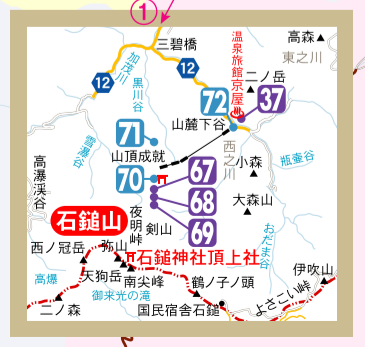 ①
三碧橋
高森
東之川
加茂川
黒川谷
12
12
温泉旅館京屋
二ノ岳
72
37
山麓下谷
71
雪瀑谷
山頂成就
西之川
瓶壷谷
小森
高瀑渓谷
70
67
68
69
大森山
おたま谷
石鎚山
夜明峠
剣山
西ノ冠岳
弥山
石鎚神社頂上社
伊吹山
高爆
天狗岳
南尖峰
鶴ノ子ノ頭
よさこい峠
御来光の滝
二ノ森
国民宿舎石鎚